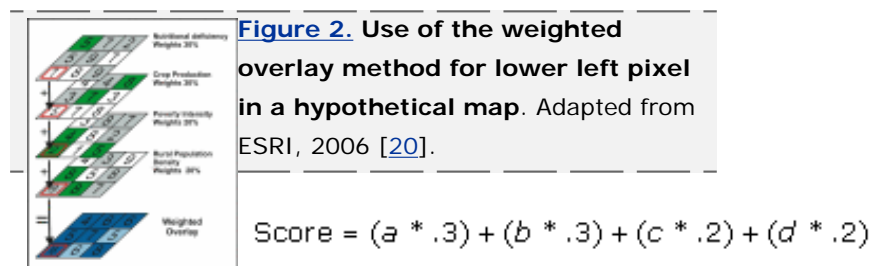 Nutritional deficiency
Weights 30%
Crop Production
Weights 30%
Poverty Intensity
Weights 20%
Rural Population
Density
Weights 20%
Weighted
Overlay
Figure 2. Use of the weighted
overlay method for lower left pixel
in a hypothetical map. Adapted from
ESRI, 2006 [20].
Score = (a * .3) + (b * .3) + (c * .2) + (d * .2)